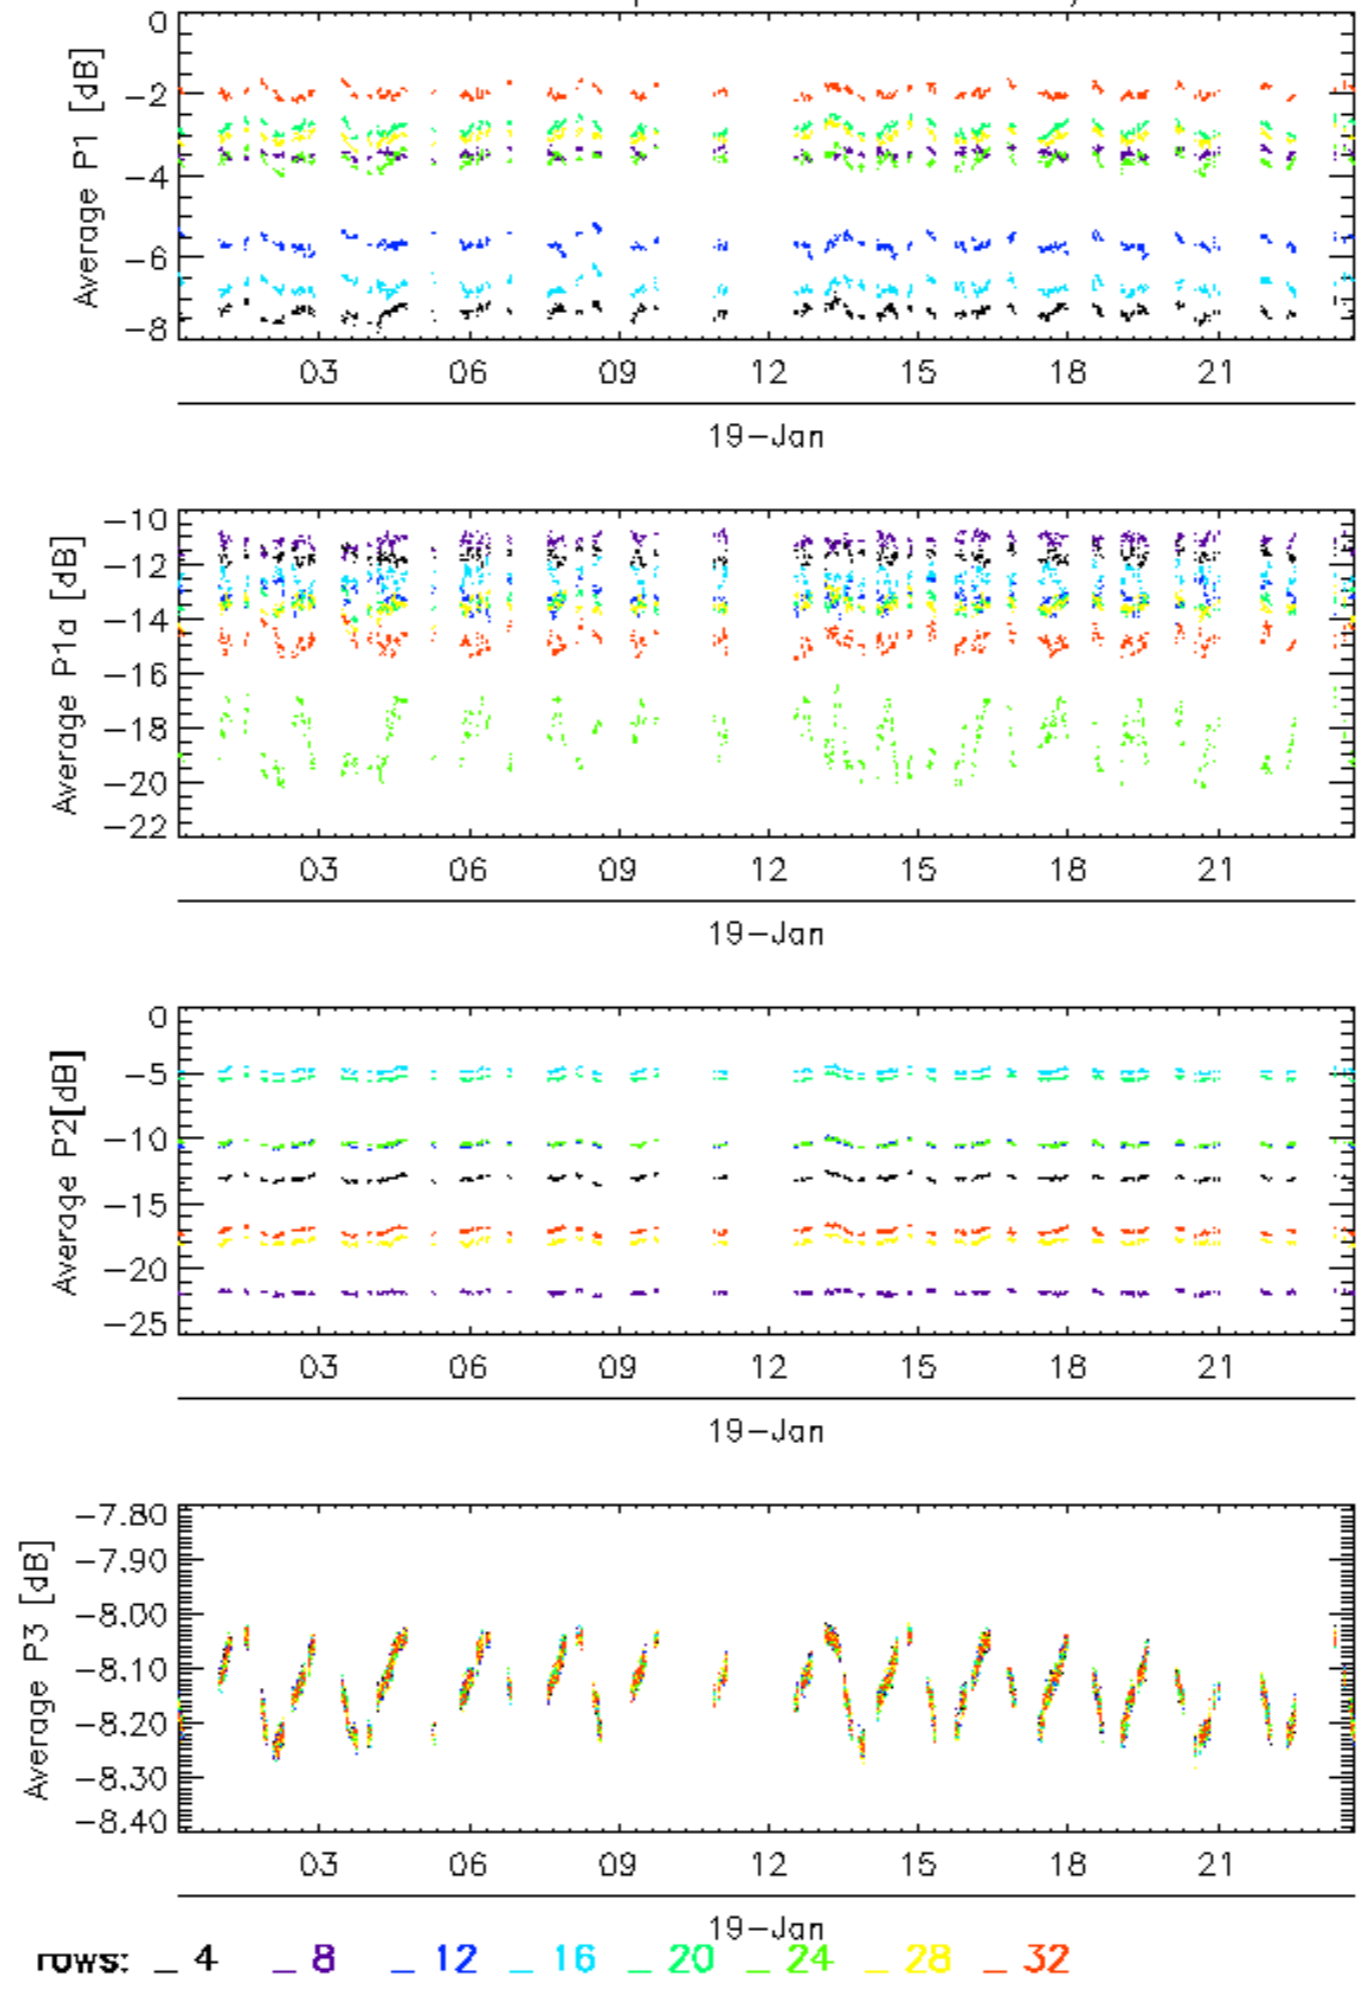 0
−2
−4
−6
−8
Average P1 [dB]
03 06 09 12 15 18 21
19−Jan
−10
−12
−14
−16
−18
−20
−22
Average P1a [dB]
03 06 09 12 15 18 21
19−Jan
0
−5
−10
−15
−20
−25
Average P2[dB]
03 06 09 12 15 18 21
19−Jan
−7.80
−7.90
−8.00
−8.10
−8.20
−8.30
−8.40
Average P3 [dB]
03 06 09 12 15 18 21
19−Jan
rows: _ 4 _ 8 _ 12 _ 16 _ 20 _ 24 _ 28 _ 32